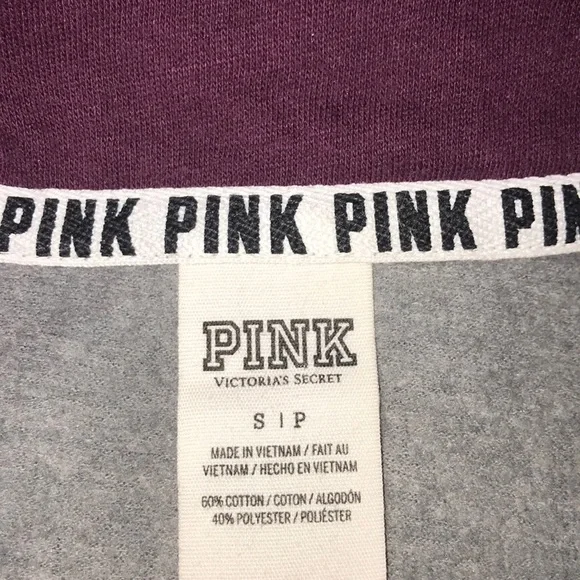 PINK PINK PINK PIN
PINK
VICTORIA'S SECRET
S | P
MADE IN VIETNAM / FAIT AU
VIETNAM / HECHO EN VIETNAM
60% COTTON / COTON / ALGODÓN
40% POLYESTER / POLIÉSTER